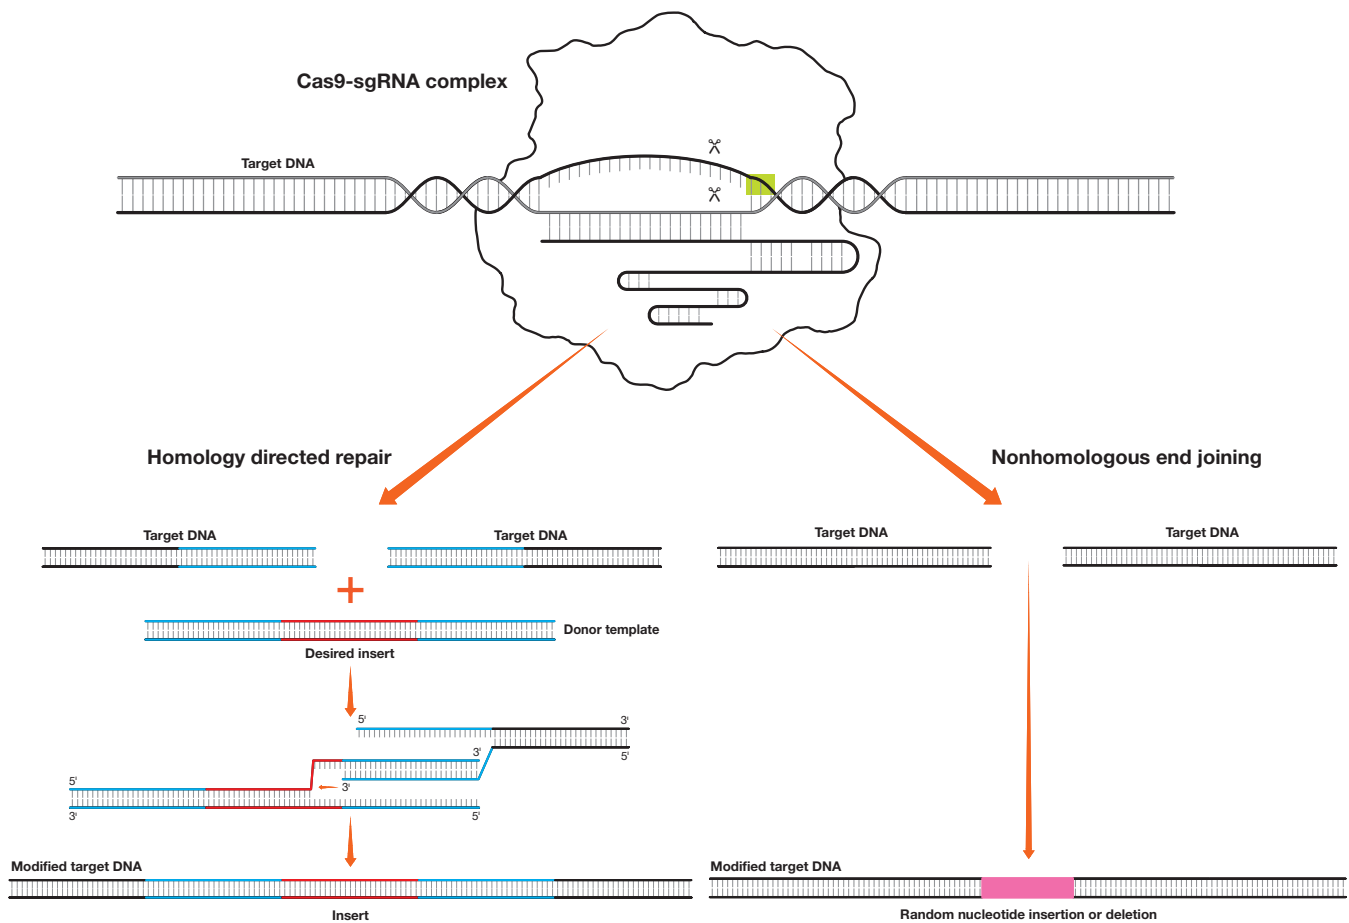 Cas9-sgRNA complex
Target DNA
Homology directed repair
Nonhomologous end joining
Target DNA
Target DNA
Target DNA
Target DNA
Donor template
Desired insert
5'
3'
3'
5'
5'
3'
3'
5'
Modified target DNA
Modified target DNA
Insert
Random nucleotide insertion or deletion